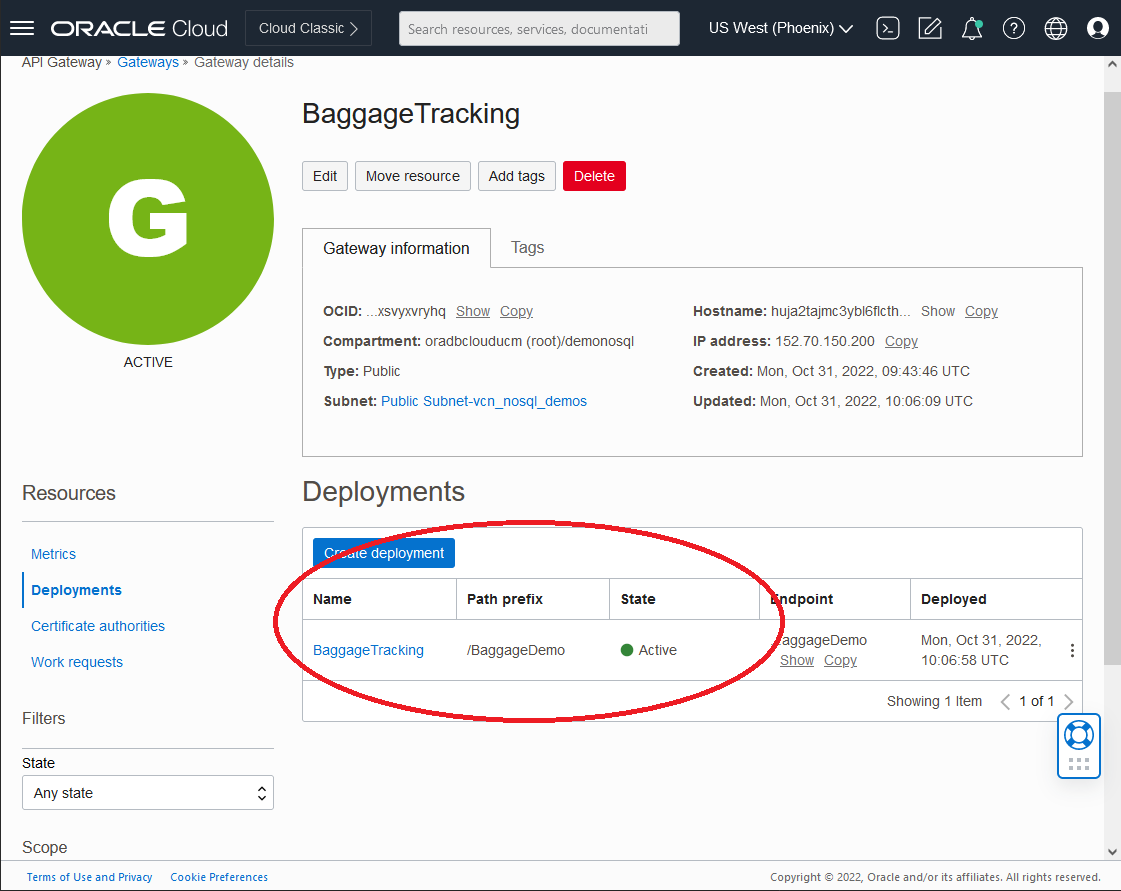 ORACLE Cloud
Cloud Classic
Search resources, services, documentati
US West (Phoenix)
API Gateway » Gateways » Gateway details
G
ACTIVE
BaggageTracking
Edit
Move resource
Add tags
Delete
Gateway information
Tags
OCID: ...xsvyxvryhq Show Copy
Compartment: oradbclouducm (root)/demonosql
Type: Public
Subnet: Public Subnet-vcn_nosql_demos
Hostname: huja2tajmc3ybl6flcth... Show Copy
IP address: 152.70.150.200 Copy
Created: Mon, Oct 31, 2022, 09:43:46 UTC
Updated: Mon, Oct 31, 2022, 10:06:09 UTC
Resources
Metrics
Deployments
Certificate authorities
Work requests
Filters
State
Any state
Scope
Deployments
Create deployment
Name Path prefix State Endpoint Deployed
BaggageTracking /BaggageDemo Active ...aggageDemo Mon, Oct 31, 2022,
Show Copy 10:06:58 UTC
Showing 1 Item 1 of 1
Terms of Use and Privacy Cookie Preferences
Copyright © 2022, Oracle and/or its affiliates. All rights reserved.